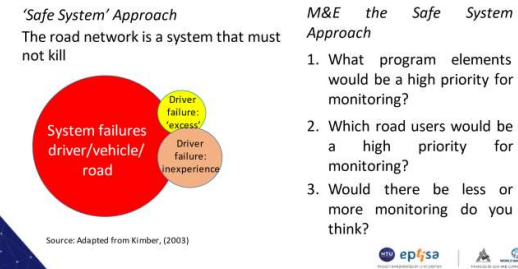 ‘Safe System’ Approach
The road network is a system that must
not kill
Driver
failure:
‘excess’
System failures
driver/vehicle/
road
Driver
failure:
inexperience
Source: Adapted from Kimber, (2003)
M&E the Safe System
Approach
1. What program elements
would be a high priority for
monitoring?
2. Which road users would be
a high priority for
monitoring?
3. Would there be less or
more monitoring do you
think?
NTU